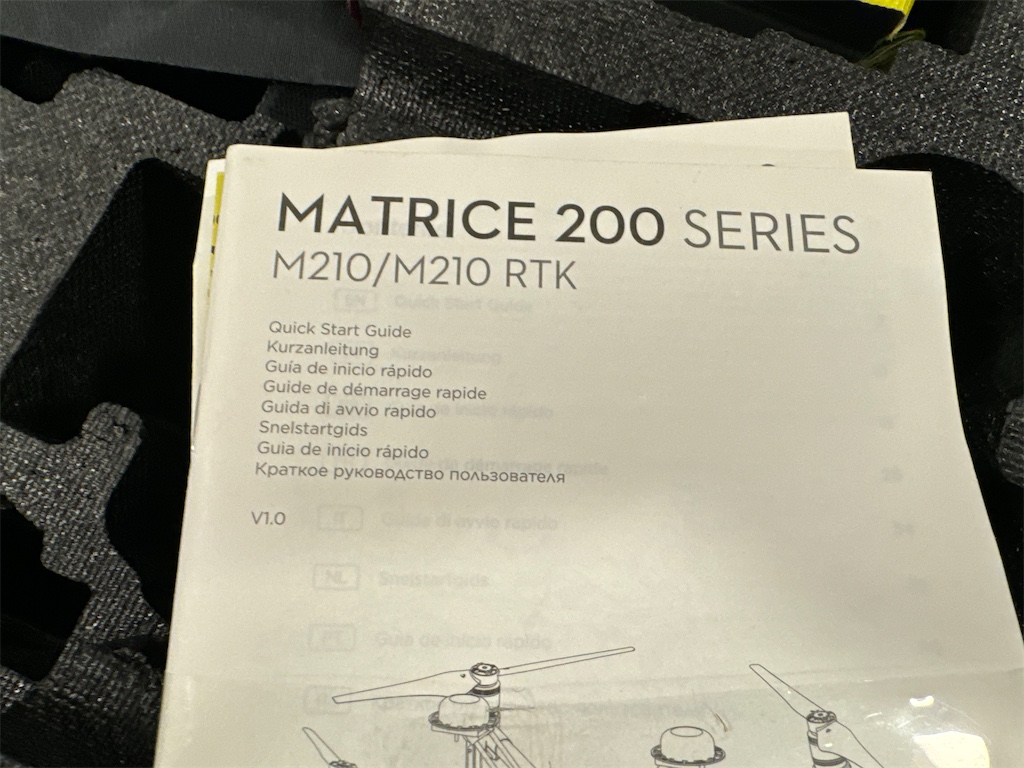 MATRICE 200 SERIES
M210/M210 RTK
Quick Start Guide
Kurzanleitung
Guía de inicio rápido
Guide de démarrage rapide
Guida di avvio rapido
Snelstartgids
Guia de início rápido
Краткое руководство пользователя
V1.0